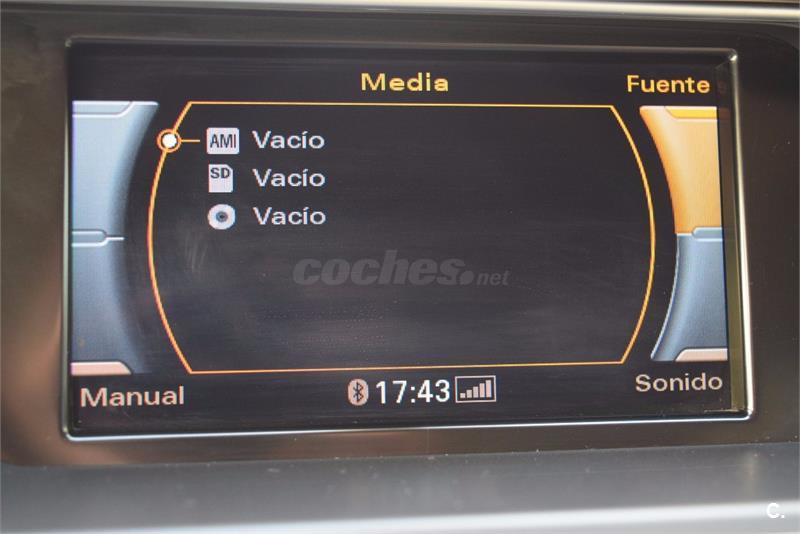 Media
Fuente
AMI Vacío
SD Vacío
Vacío
coches.net
Manual
17:43
Sonido
c.